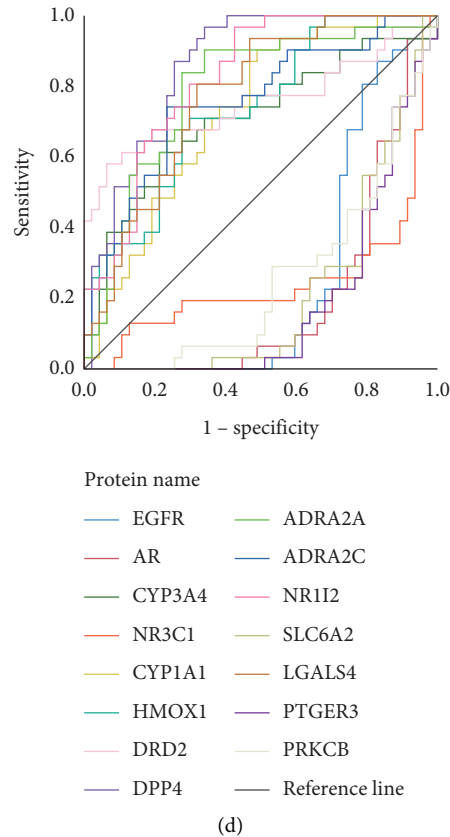 1.0
0.8
0.6
0.4
0.2
0.0
Sensitivity
0.0 0.2 0.4 0.6 0.8 1.0
1 – specificity
Protein name
EGFR ADRA2A
AR ADRA2C
CYP3A4 NR1I2
NR3C1 SLC6A2
CYP1A1 LGALS4
HMOX1 PTGER3
DRD2 PRKCB
DPP4 Reference line
(d)